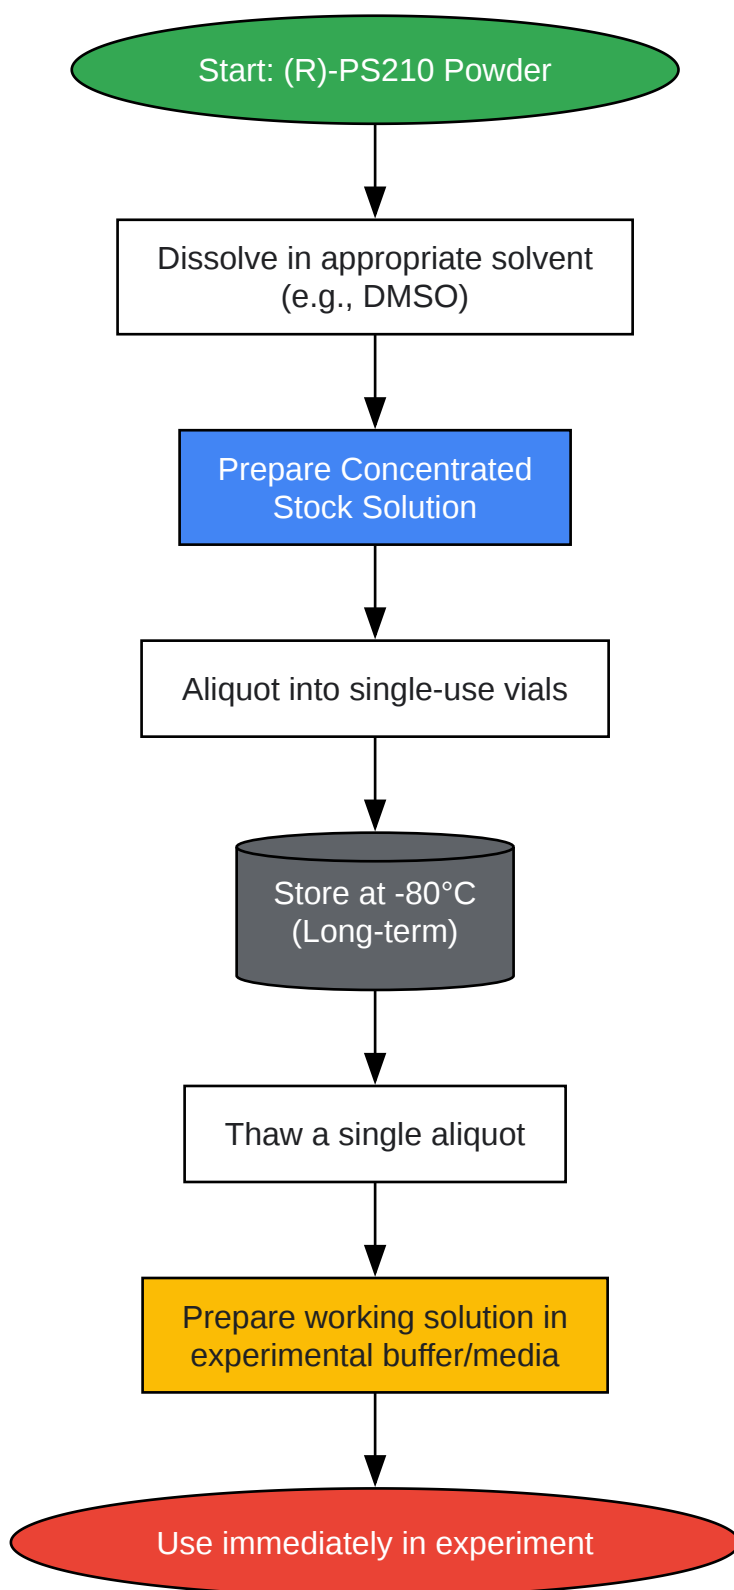 Start: (R)-PS210 Powder
Dissolve in appropriate solvent
(e.g., DMSO)
Prepare Concentrated
Stock Solution
Aliquot into single-use vials
Store at -80°C
(Long-term)
Thaw a single aliquot
Prepare working solution in
experimental buffer/media
Use immediately in experiment